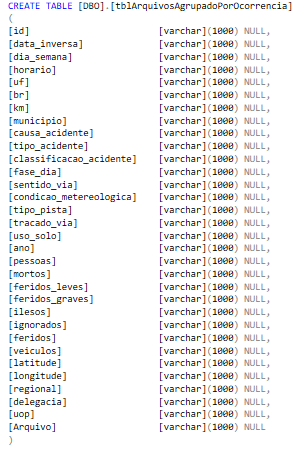 CREATE TABLE [DBO].[tblArquivosAgrupadoPorOcorrencia]
(
[id] [varchar](1000) NULL,
[data_inversa] [varchar](1000) NULL,
[dia_semana] [varchar](1000) NULL,
[horario] [varchar](1000) NULL,
[uf] [varchar](1000) NULL,
[br] [varchar](1000) NULL,
[km] [varchar](1000) NULL,
[municipio] [varchar](1000) NULL,
[causa_acidente] [varchar](1000) NULL,
[tipo_acidente] [varchar](1000) NULL,
[classificacao_acidente] [varchar](1000) NULL,
[fase_dia] [varchar](1000) NULL,
[sentido_via] [varchar](1000) NULL,
[condicao_metereologica] [varchar](1000) NULL,
[tipo_pista] [varchar](1000) NULL,
[tracado_via] [varchar](1000) NULL,
[uso_solo] [varchar](1000) NULL,
[ano] [varchar](1000) NULL,
[pessoas] [varchar](1000) NULL,
[mortos] [varchar](1000) NULL,
[feridos_leves] [varchar](1000) NULL,
[feridos_graves] [varchar](1000) NULL,
[ilesos] [varchar](1000) NULL,
[ignorados] [varchar](1000) NULL,
[feridos] [varchar](1000) NULL,
[veiculos] [varchar](1000) NULL,
[latitude] [varchar](1000) NULL,
[longitude] [varchar](1000) NULL,
[regional] [varchar](1000) NULL,
[delegacia] [varchar](1000) NULL,
[uop] [varchar](1000) NULL,
[Arquivo] [varchar](1000) NULL
)